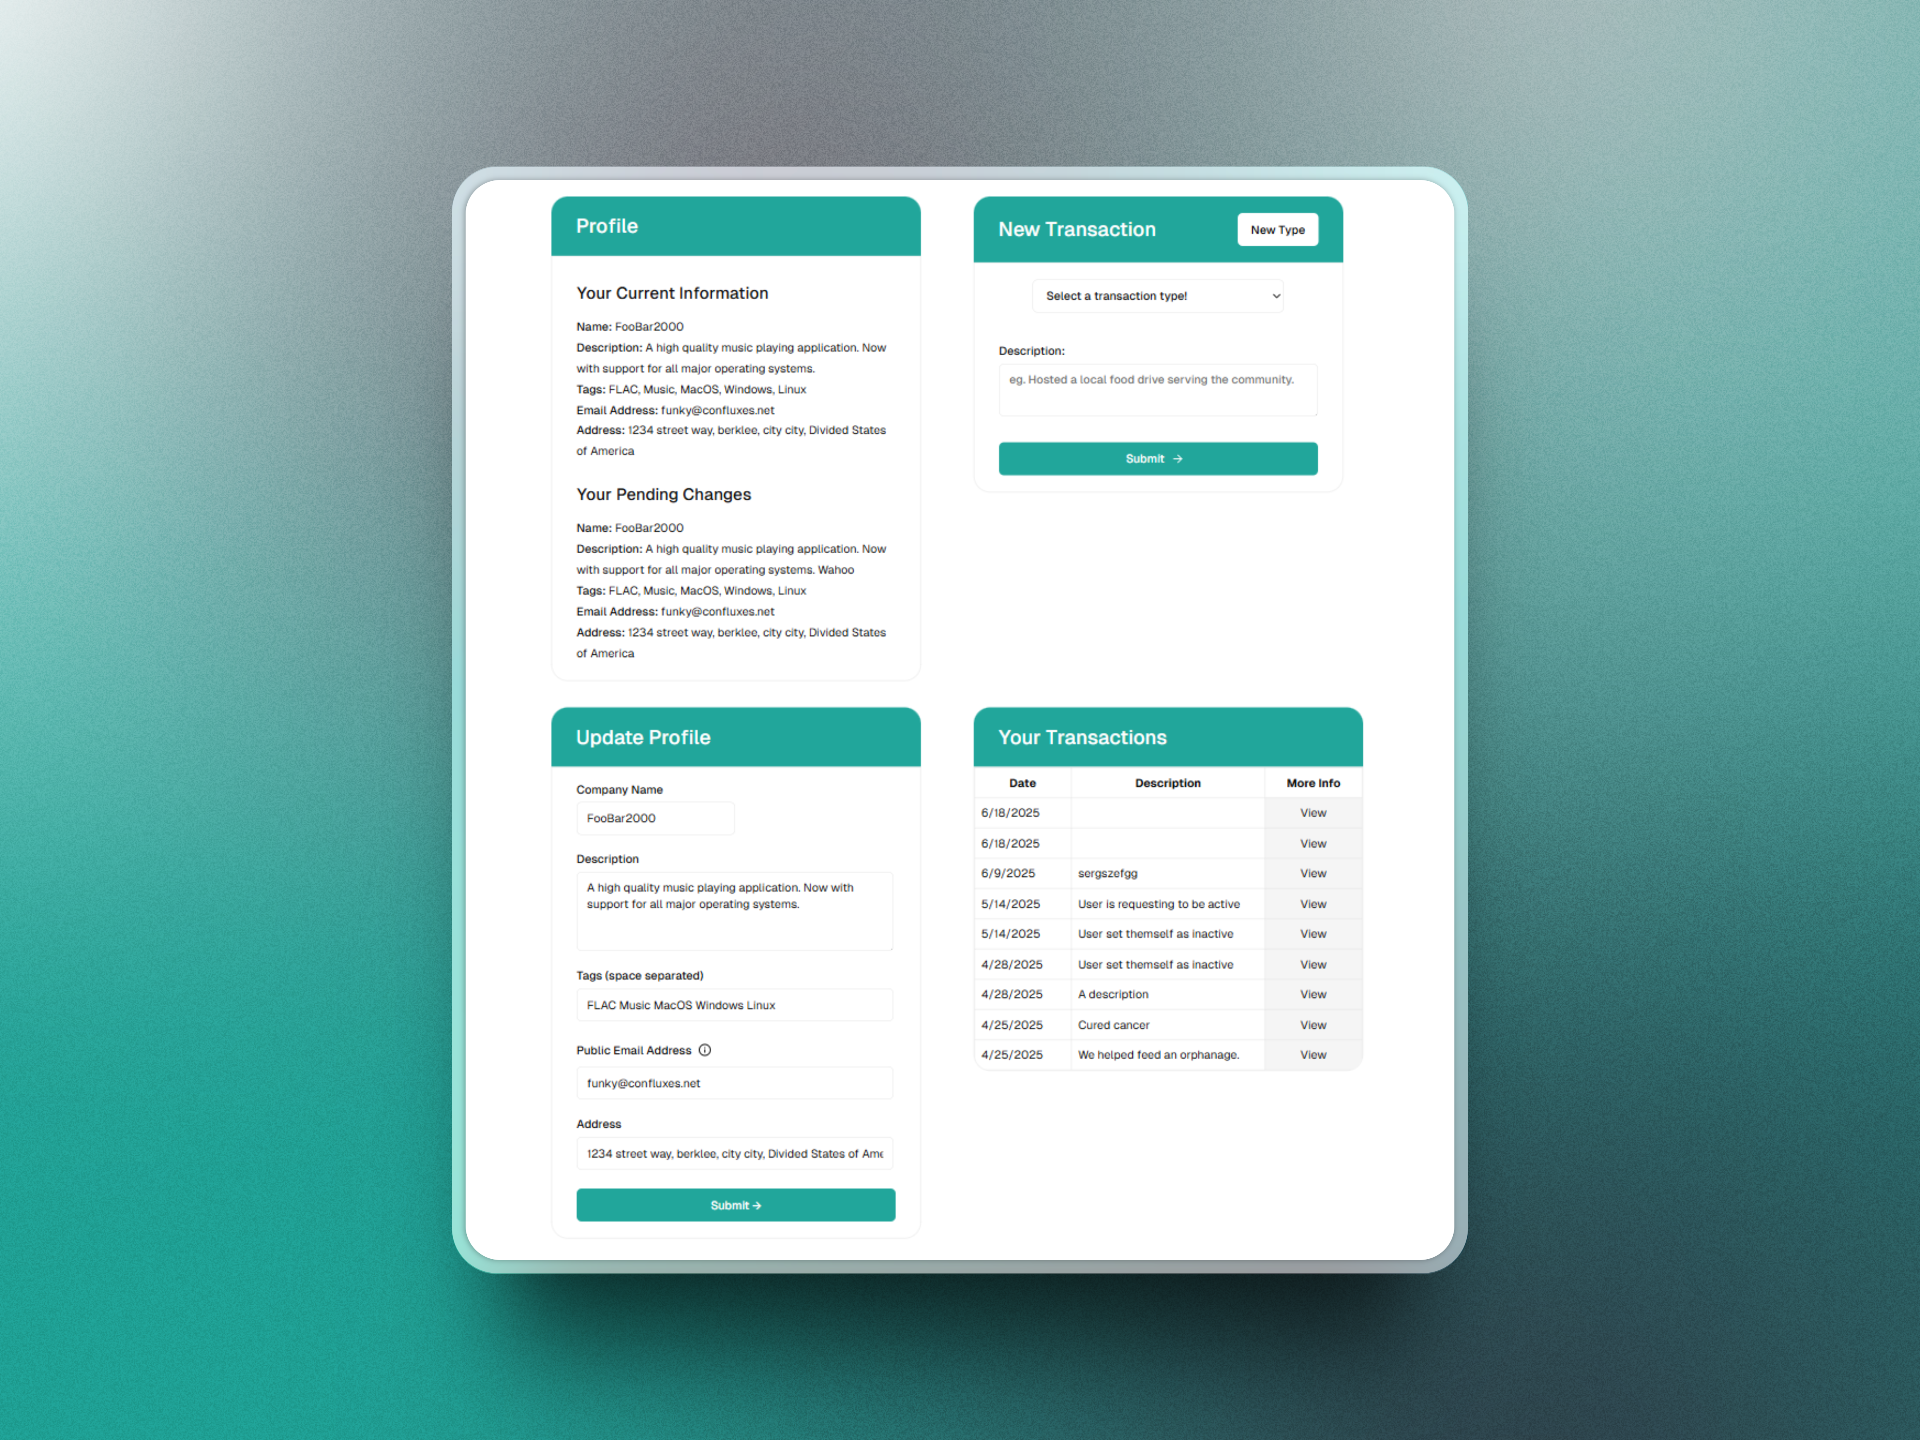 Profile
Your Current Information
Name: FooBar2000
Description: A high quality music playing application. Now
with support for all major operating systems.
Tags: FLAC, Music, MacOS, Windows, Linux
Email Address: funky@confluxes.net
Address: 1234 street way, berklee, city city, Divided States
of America
Your Pending Changes
Name: FooBar2000
Description: A high quality music playing application. Now
with support for all major operating systems. Wahoo
Tags: FLAC, Music, MacOS, Windows, Linux
Email Address: funky@confluxes.net
Address: 1234 street way, berklee, city city, Divided States
of America
New Transaction
New Type
Select a transaction type!
Description:
eg. Hosted a local food drive serving the community.
Submit →
Update Profile
Company Name
FooBar2000
Description
A high quality music playing application. Now with
support for all major operating systems.
Tags (space separated)
FLAC Music MacOS Windows Linux
Public Email Address
funky@confluxes.net
Address
1234 street way, berklee, city city, Divided States of Ame
Submit →
Your Transactions
Date Description More Info
6/18/2025 View
6/18/2025 View
6/9/2025 sergszefgg View
5/14/2025 User is requesting to be active View
5/14/2025 User set themself as inactive View
4/28/2025 User set themself as inactive View
4/28/2025 A description View
4/25/2025 Cured cancer View
4/25/2025 We helped feed an orphanage. View